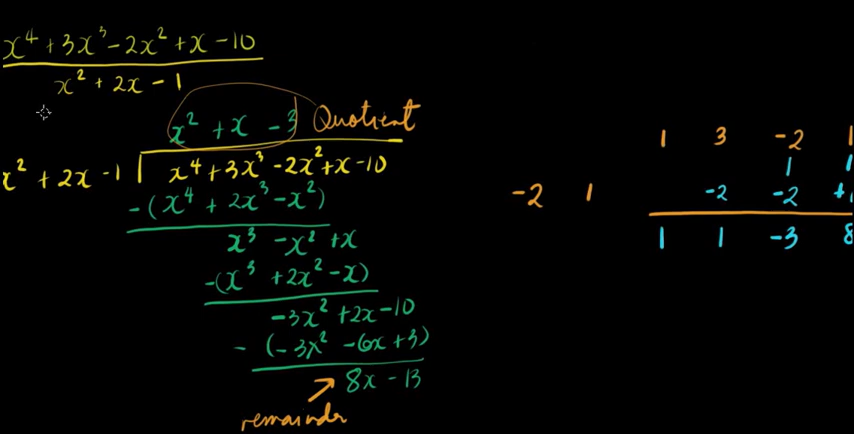 x⁴ + 3x³ - 2x² + x - 10
x² + 2x - 1
x² + x - 3 Quotient
x² + 2x - 1 x⁴ + 3x³ - 2x² + x - 10
-(x⁴ + 2x³ - x²)
x³ - x² + x
-(x³ + 2x² - x)
-3x² + 2x - 10
- (-3x² - 6x + 3)
8x - 13
remainder
1 3 -2 1
1 1
-2 1 -2 -2
1 1 -3 8